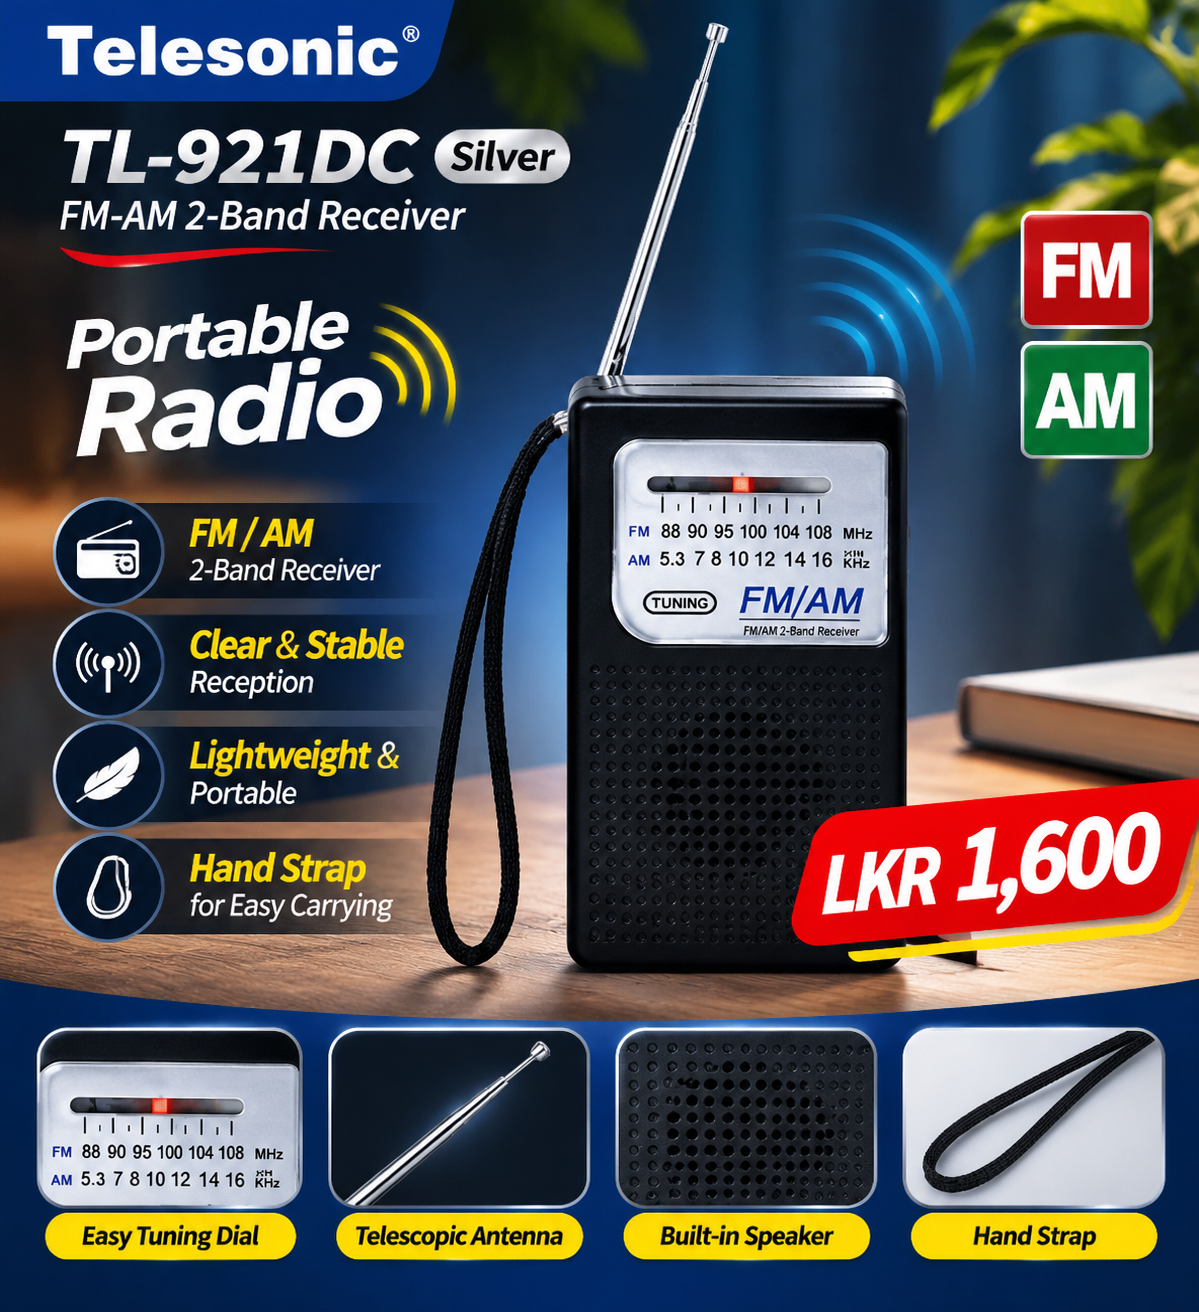 Telesonic®
TL-921DC Silver
FM-AM 2-Band Receiver
Portable
Radio
FM
AM
FM / AM
2-Band Receiver
Clear & Stable
Reception
Lightweight &
Portable
Hand Strap
for Easy Carrying
FM 88 90 95 100 104 108 MHz
AM 5.3 7 8 10 12 14 16 KHz
TUNING FM/AM
FM/AM 2-Band Receiver
LKR 1,600
FM 88 90 95 100 104 108 MHz
AM 5.3 7 8 10 12 14 16 KHz
Easy Tuning Dial
Telescopic Antenna
Built-in Speaker
Hand Strap